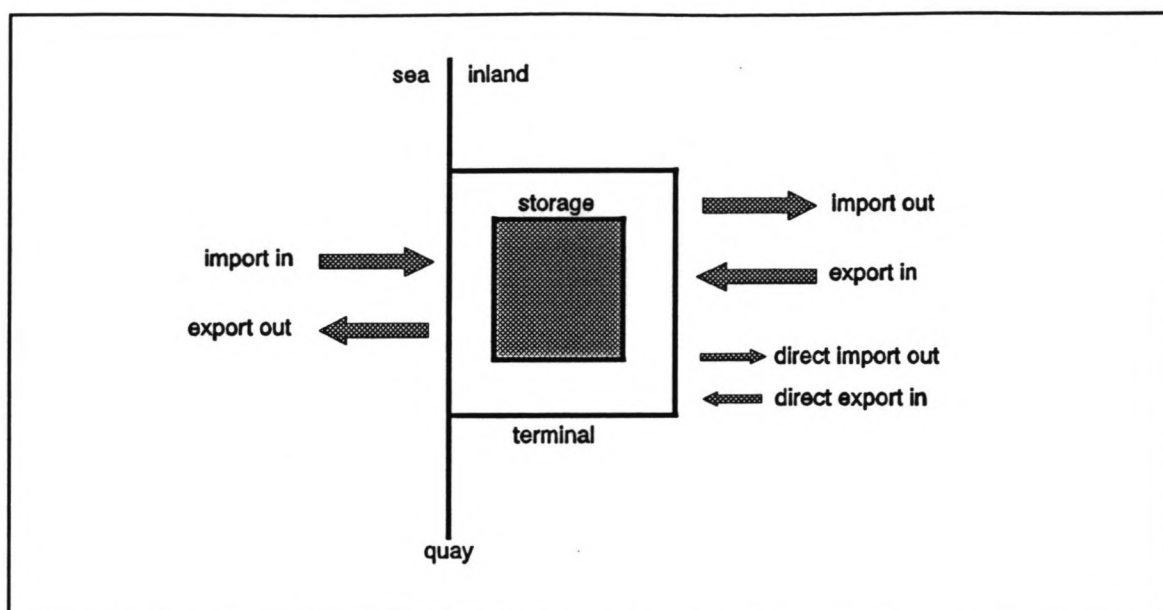 sea inland
storage
import out
import in
export in
export out
direct import out
direct export in
terminal
quay